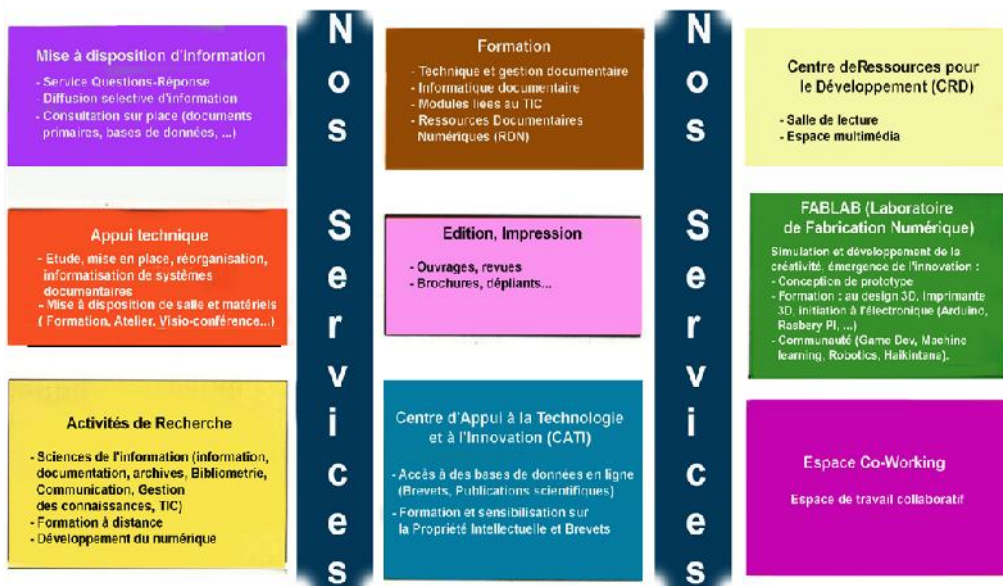 Mise à disposition d'information
- Service Questions-Réponse
- Diffusion selective d'information
- Consultation sur place (documents
primaires, bases de données, ...)
Appui technique
- Etude, mise en place, réorganisation,
informatisation de systèmes
documentaires
- Mise à disposition de salle et matériels
( Formation, Atelier, Visio-conférence...)
Activités de Recherche
- Sciences de l'information (information,
documentation, archives, Bibliometrie,
Communication, Gestion
des connaissances, TIC)
- Formation à distance
- Développement du numérique
Nos Services
Formation
- Technique et gestion documentaire
- Informatique documentaire
- Modules liées au TIC
- Ressources Documentaires
Numériques (RDN)
Edition, Impression
- Ouvrages, revues
- Brochures, dépliants...
Centre d'Appui à la Technologie
et à l'Innovation (CATI)
- Accès à des bases de données en ligne
(Brevets, Publications scientifiques)
- Formation et sensibilisation sur
la Propriété Intellectuelle et Brevets
Nos Services
Centre deRessources pour
le Développement (CRD)
- Salle de lecture
- Espace multimédia
FABLAB (Laboratoire
de Fabrication Numérique)
Simulation et développement de la
créativité, émergence de l'innovation :
- Conception de prototype
- Formation : au design 3D, Imprimante
3D, initiation à l'électronique (Arduino,
Rasbery PI, ...)
- Communauté (Game Dev, Machine
learning, Robotics, Haikintana).
Espace Co-Working
Espace de travail collaboratif